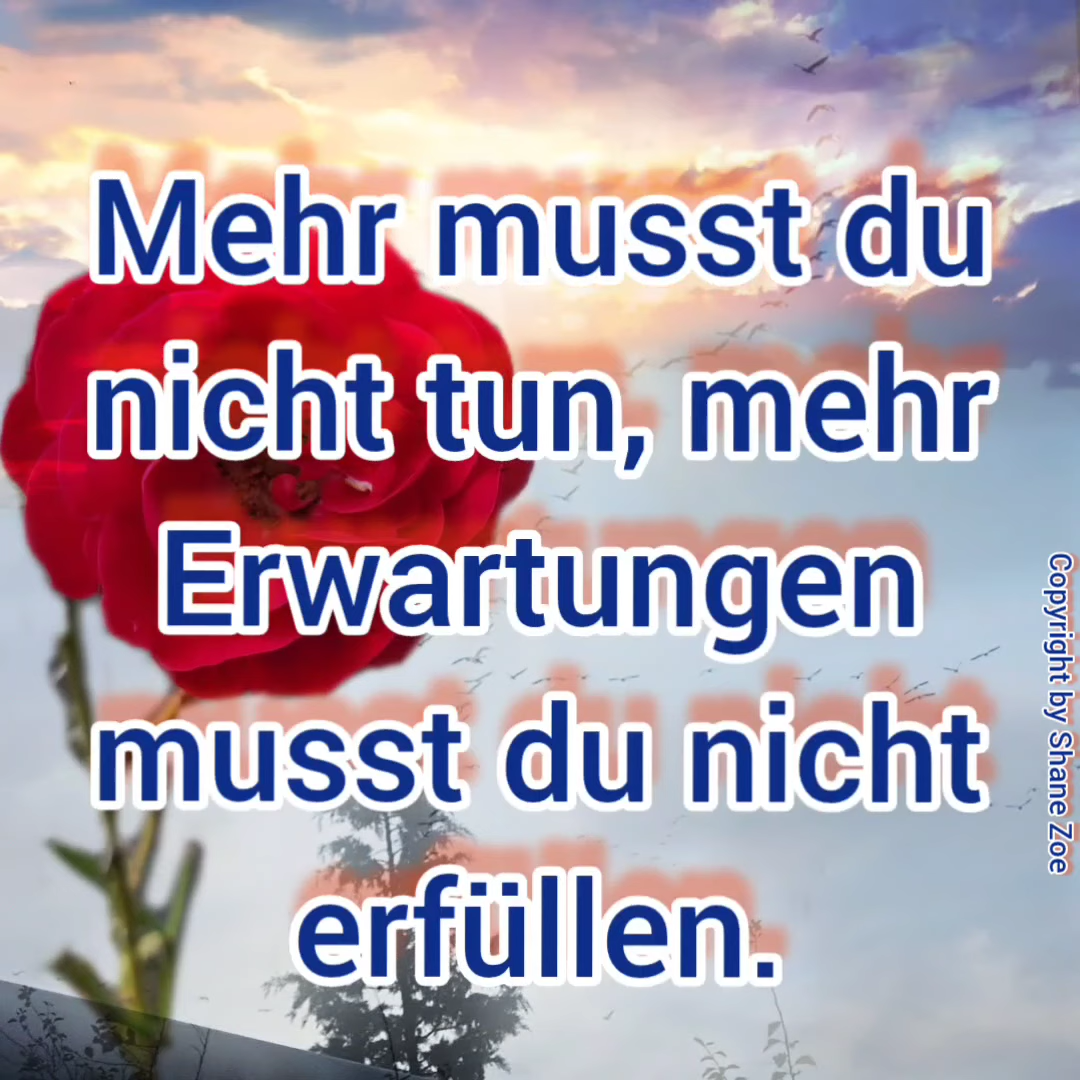 Mehr musst du
nicht tun, mehr
Erwartungen
musst du nicht
erfüllen.
Copyright by Shane Zoe